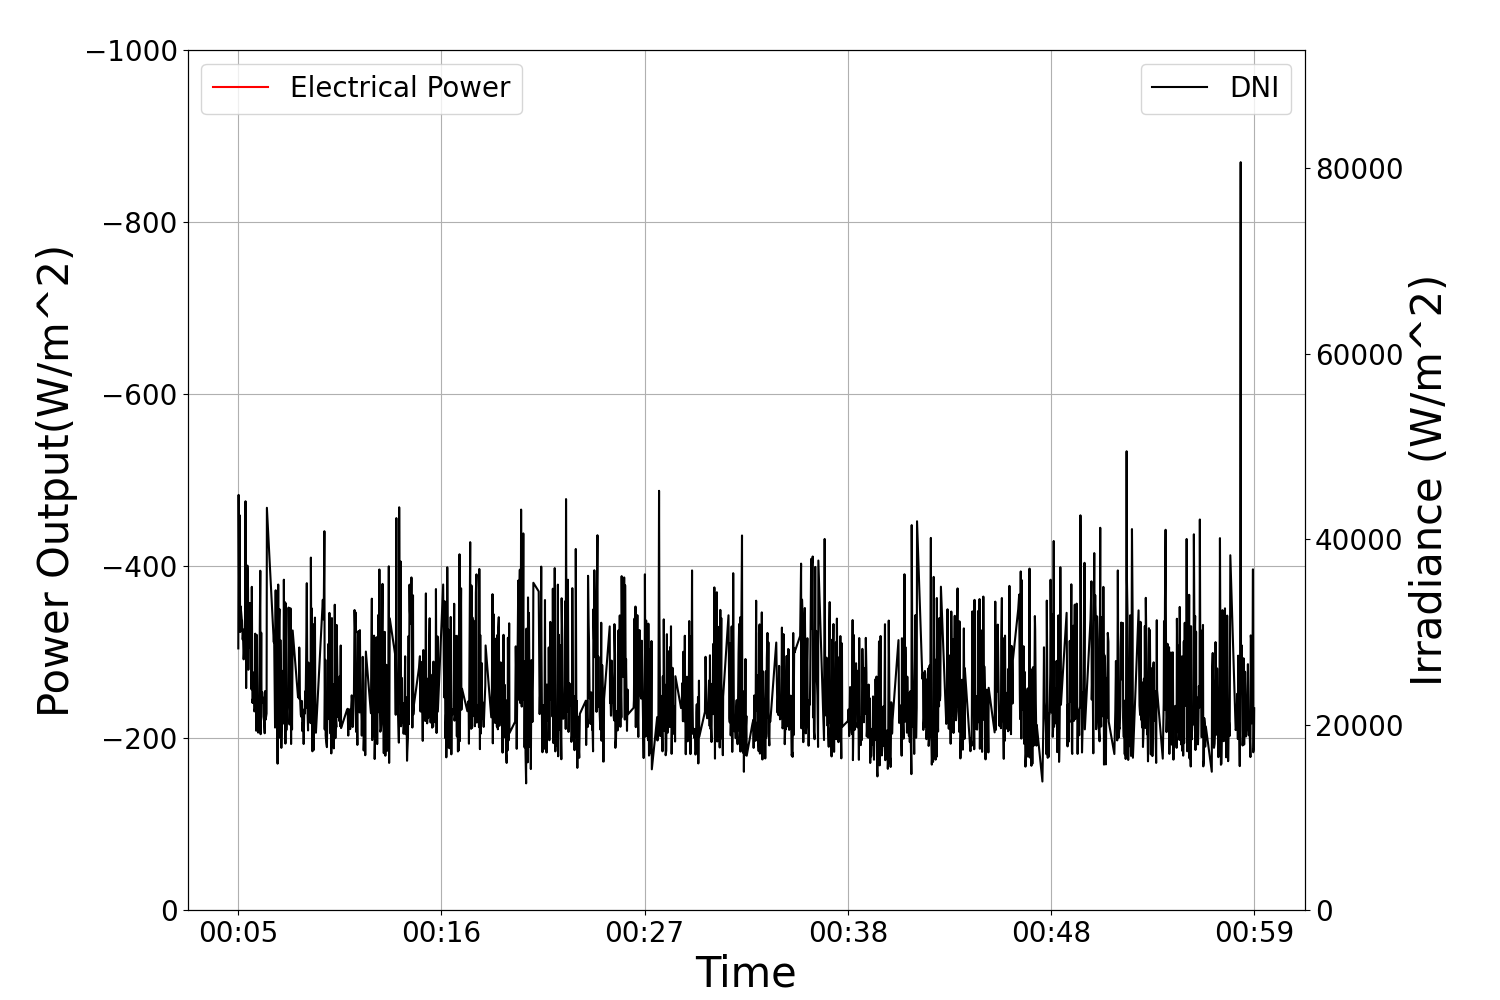 Electrical Power
DNI
−1000
−800
−600
−400
−200
0
Power Output(W/m^2)
80000
60000
40000
20000
0
Irradiance (W/m^2)
00:05 00:16 00:27 00:38 00:48 00:59
Time